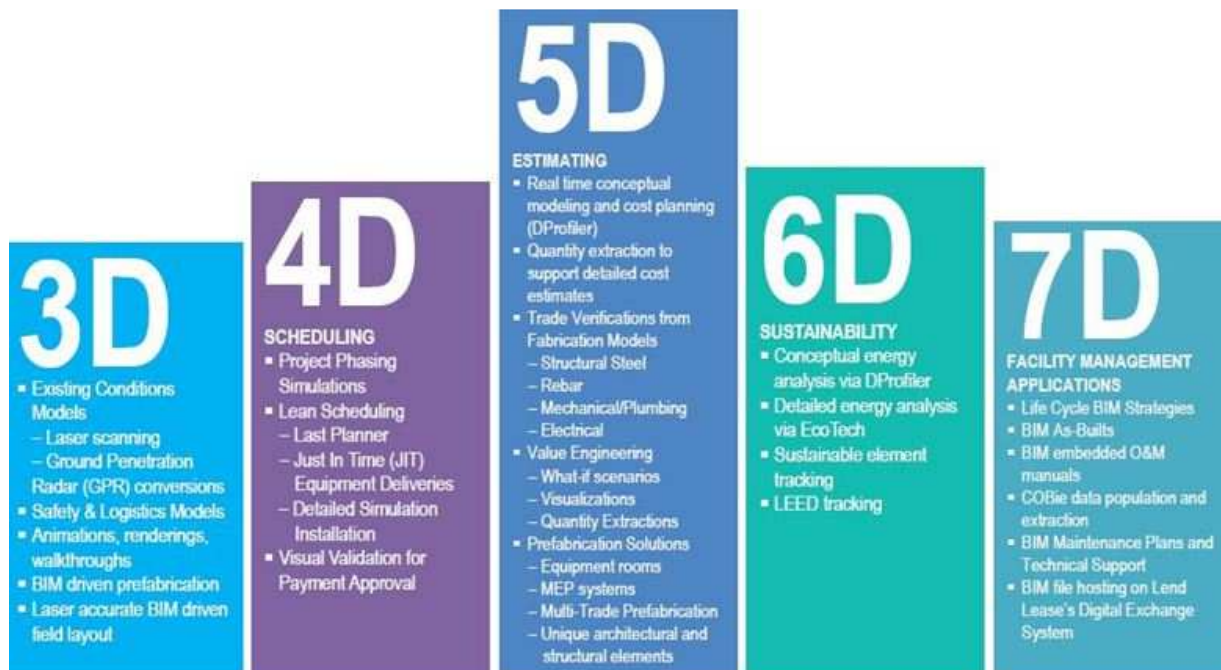 3D
▪ Existing Conditions
Models
– Laser scanning
– Ground Penetration
Radar (GPR) conversions
▪ Safety & Logistics Models
▪ Animations, renderings,
walkthroughs
▪ BIM driven prefabrication
▪ Laser accurate BIM driven
field layout
4D
SCHEDULING
▪ Project Phasing
Simulations
▪ Lean Scheduling
– Last Planner
– Just In Time (JIT)
Equipment Deliveries
– Detailed Simulation
Installation
▪ Visual Validation for
Payment Approval
5D
ESTIMATING
▪ Real time conceptual
modeling and cost planning
(DProfiler)
▪ Quantity extraction to
support detailed cost
estimates
▪ Trade Verifications from
Fabrication Models
– Structural Steel
– Rebar
– Mechanical/Plumbing
– Electrical
▪ Value Engineering
– What-if scenarios
– Visualizations
– Quantity Extractions
▪ Prefabrication Solutions
– Equipment rooms
– MEP systems
– Multi-Trade Prefabrication
– Unique architectural and
structural elements
6D
SUSTAINABILITY
▪ Conceptual energy
analysis via DProfiler
▪ Detailed energy analysis
via EcoTech
▪ Sustainable element
tracking
▪ LEED tracking
7D
FACILITY MANAGEMENT
APPLICATIONS
▪ Life Cycle BIM Strategies
▪ BIM As-Builts
▪ BIM embedded O&M
manuals
▪ COBie data population and
extraction
▪ BIM Maintenance Plans and
Technical Support
▪ BIM file hosting on Lend
Lease's Digital Exchange
System